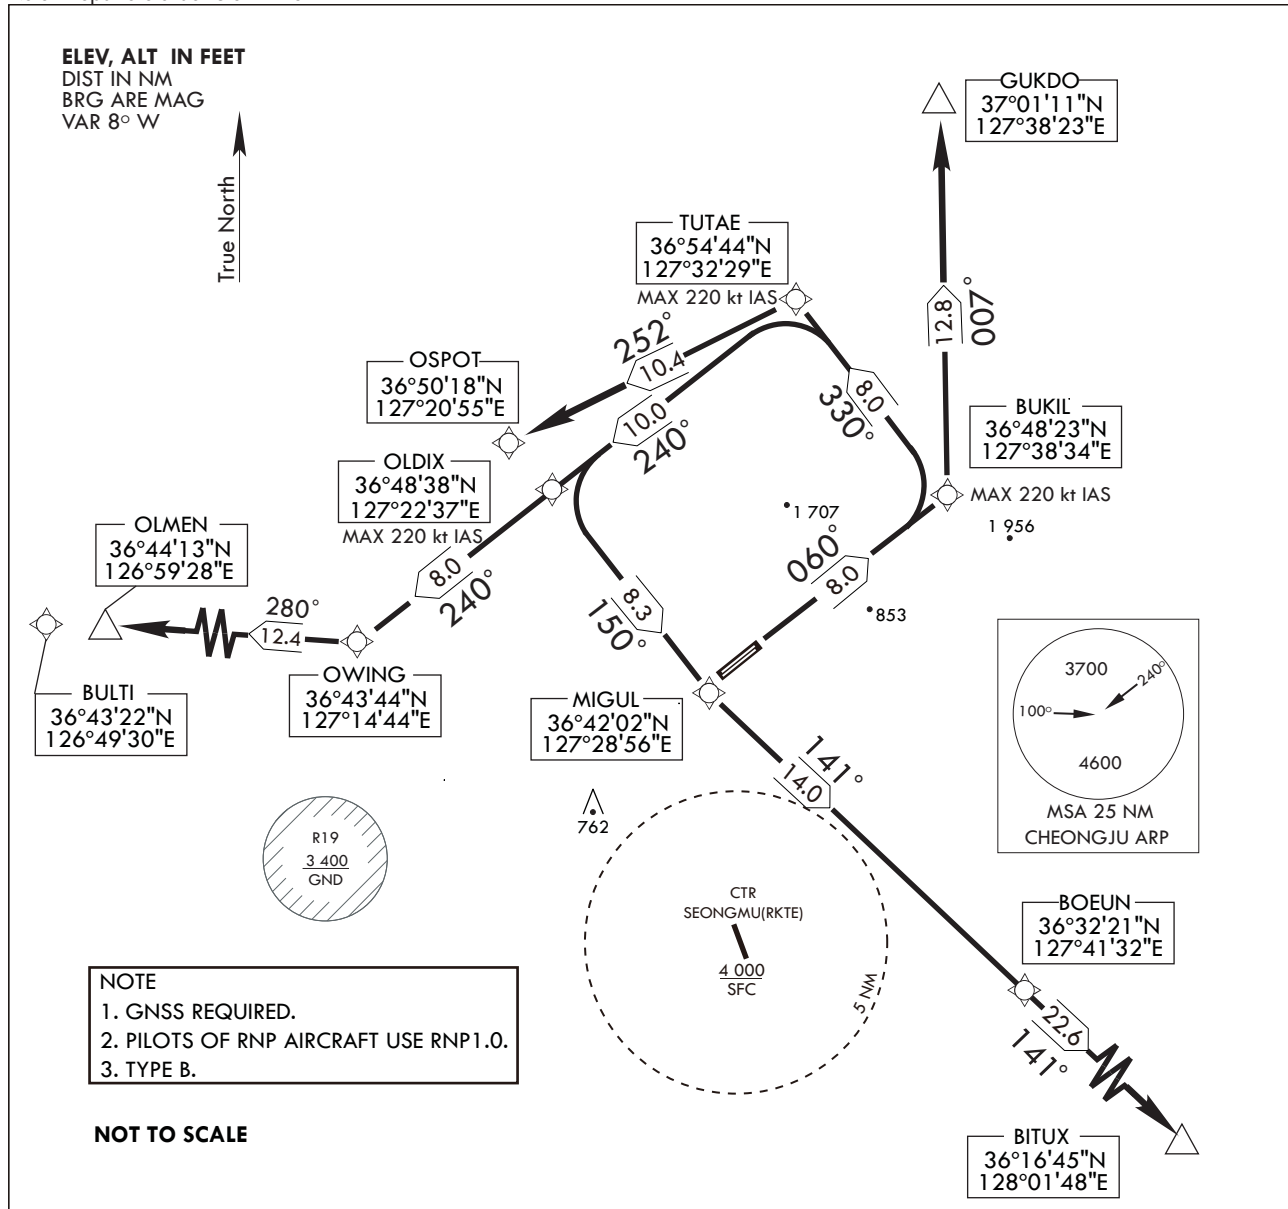 ELEV, ALT IN FEET
DIST IN NM
BRG ARE MAG
VAR 8° W
True North
GUKDO
37°01'11"N
127°38'23"E
TUTAE
36°54'44"N
127°32'29"E
MAX 220 kt IAS
252°
10.4
12.8
007°
OSPOT
36°50'18"N
127°20'55"E
10.0
240°
8.0
330°
BUKIL
36°48'23"N
127°38'34"E
MAX 220 kt IAS
OLDIX
36°48'38"N
127°22'37"E
MAX 220 kt IAS
1 707
1 956
OLMEN
36°44'13"N
126°59'28"E
8.0
240°
060°
8.0
853
280°
12.4
8.3
150°
BULTI
36°43'22"N
126°49'30"E
OWING
36°43'44"N
127°14'44"E
MIGUL
36°42'02"N
127°28'56"E
3700
240°
100°
4600
MSA 25 NM
CHEONGJU ARP
141°
14.0
762
R19
3 400
GND
CTR
SEONGMU(RKTE)
4 000
SFC
5 NM
BOEUN
36°32'21"N
127°41'32"E
22.6
141°
NOTE
1. GNSS REQUIRED.
2. PILOTS OF RNP AIRCRAFT USE RNP1.0.
3. TYPE B.
NOT TO SCALE
BITUX
36°16'45"N
128°01'48"E